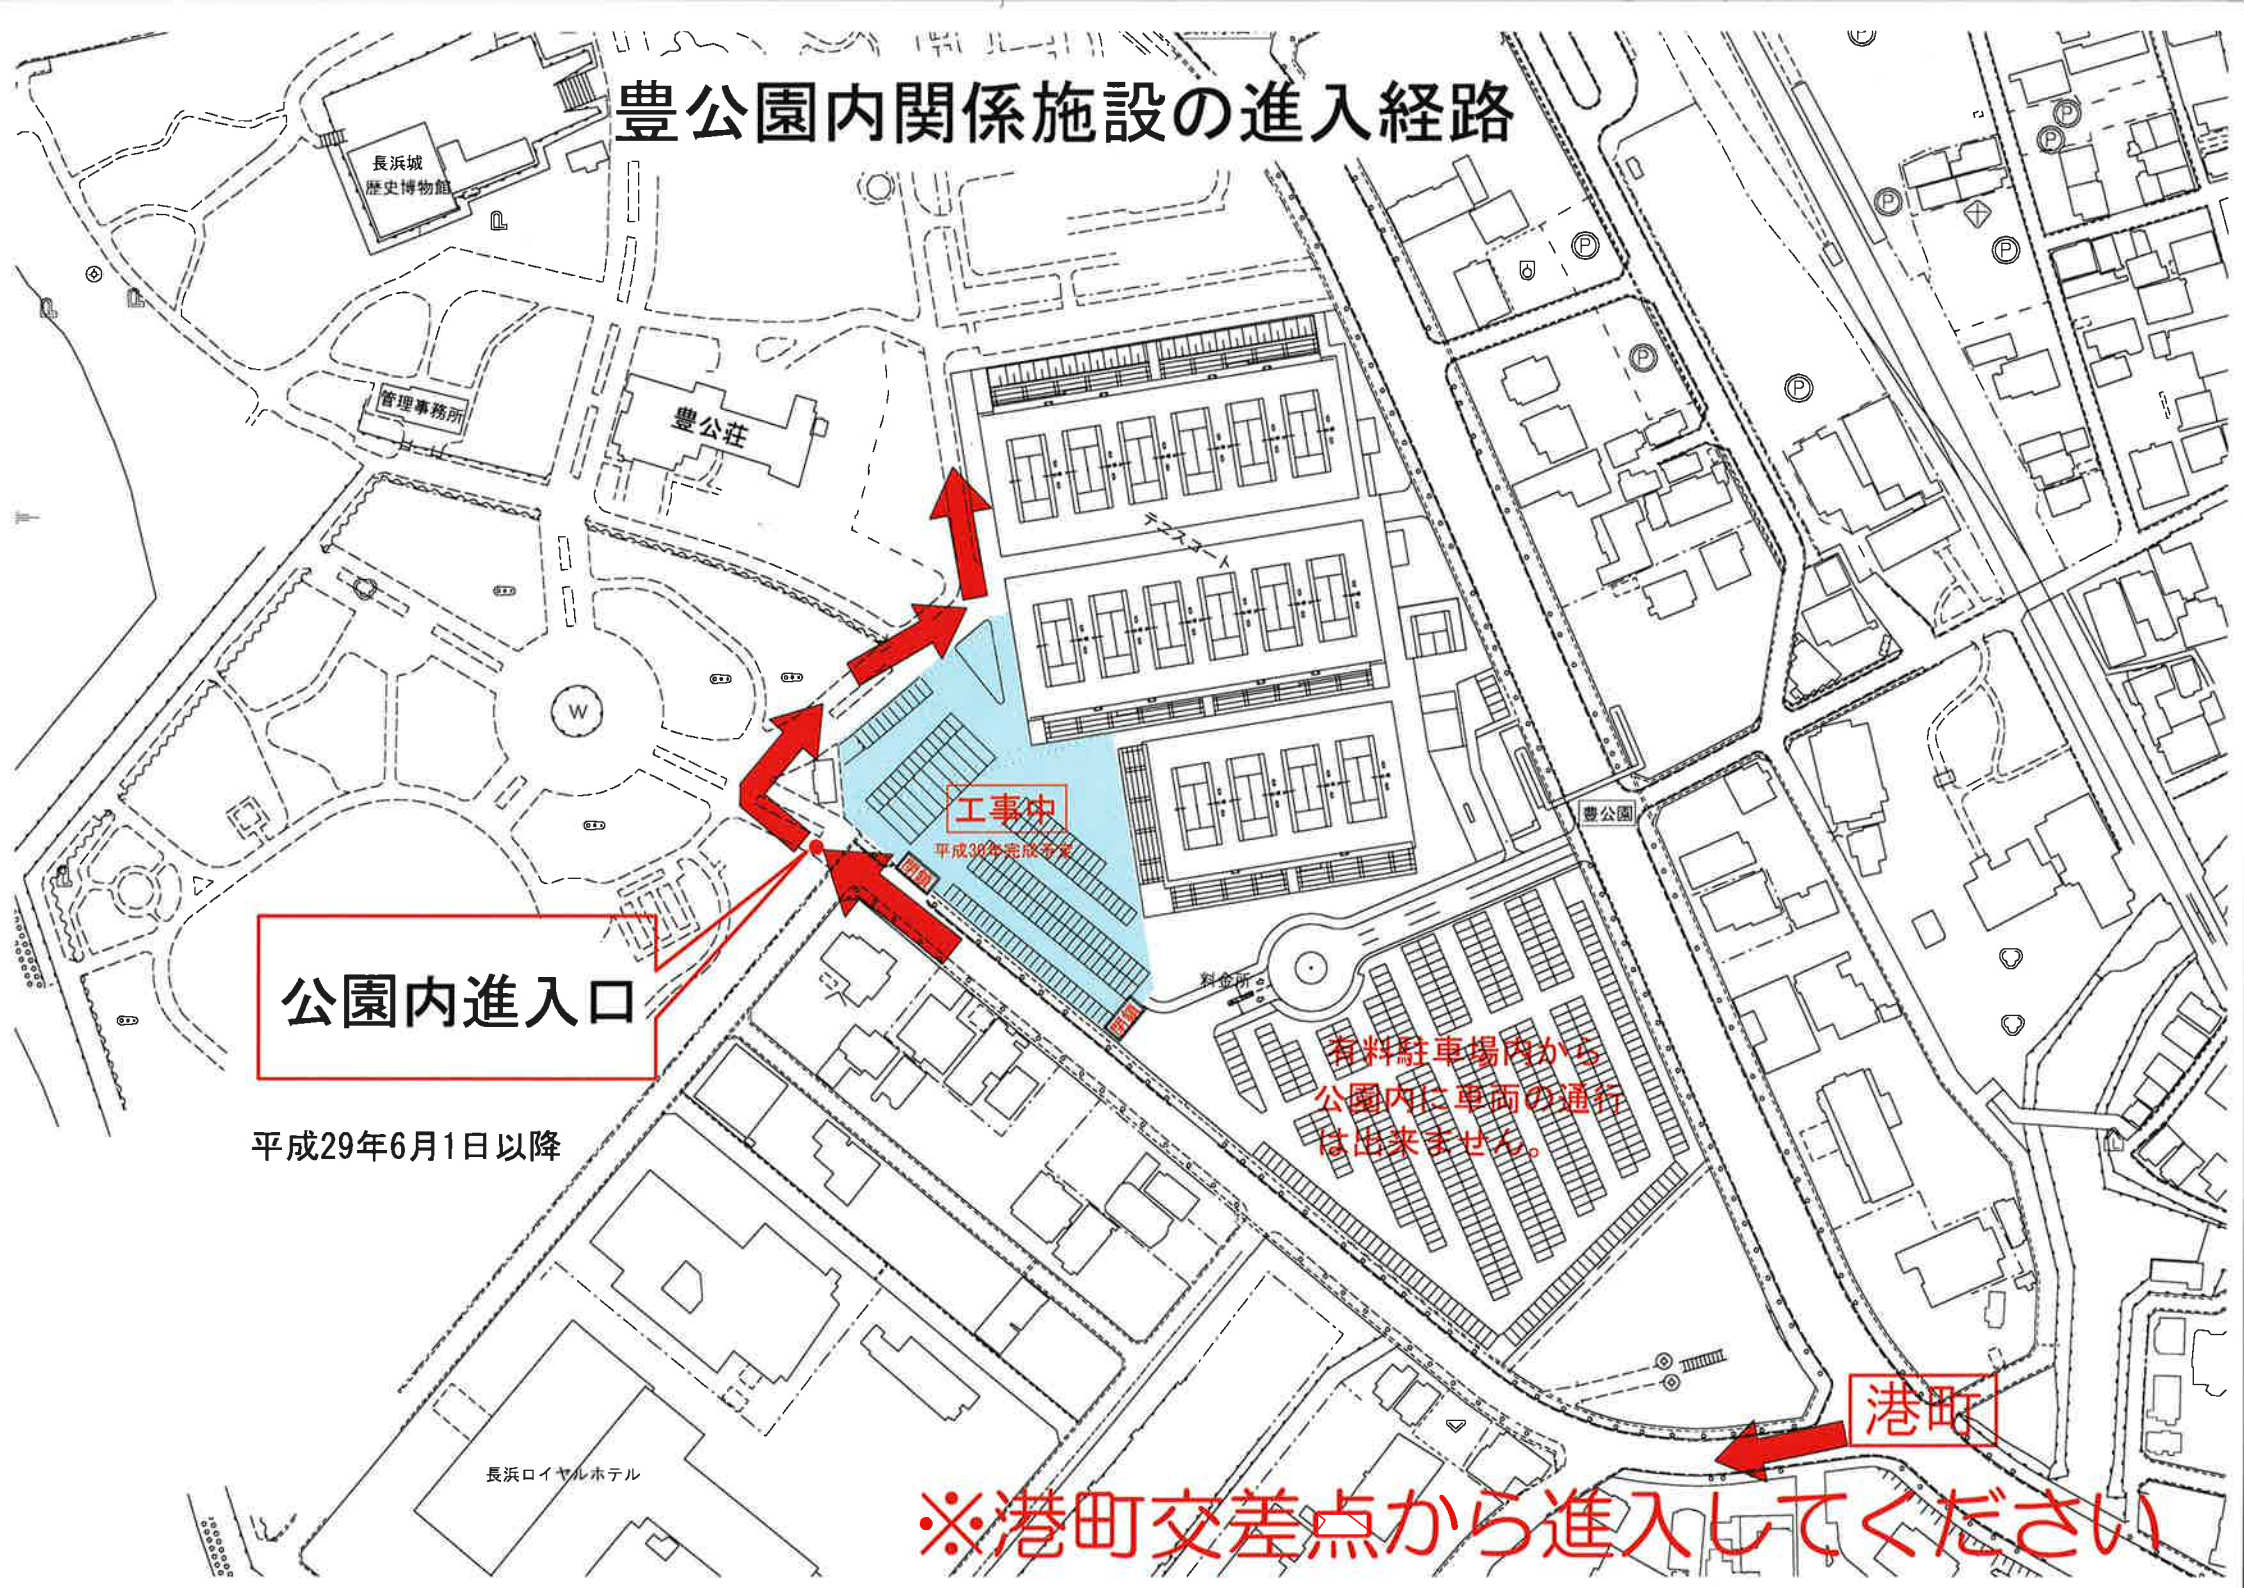 豊公園内関係施設の進入経路
長浜城
歴史博物館
管理事務所
豊公荘
テニスコート
W
工事中
平成30年完成予定
閉鎖
閉鎖
豊公園
料金所
公園内進入口
平成29年6月1日以降
有料駐車場内から
公園内に車両の通行
は出来ません。
長浜ロイヤルホテル
港町
※港町交差点から進入してください
P
P
P
P
P
P
P
P